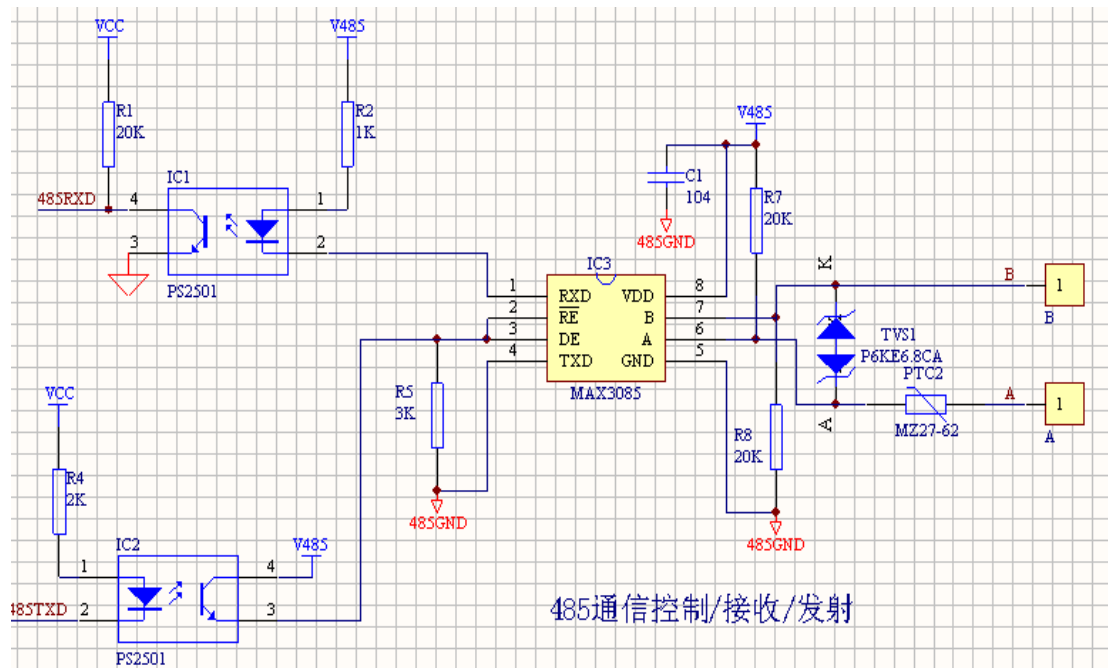 VCC
R1
20K
485RXD
4
3
IC1
PS2501
V485
R2
1K
1
2
V485
C1
104
485GND
R7
20K
IC3
1
2
3
4
RXD
RE
DE
TXD
VDD
B
A
GND
8
7
6
5
MAX3085
R5
3K
485GND
R8
20K
485GND
K
A
TVS1
P6KE6.8CA
PTC2
MZ27-62
B
1
B
A
1
A
VCC
R4
2K
IC2
1
485TXD
2
4
3
V485
PS2501
485通信控制/接收/发射